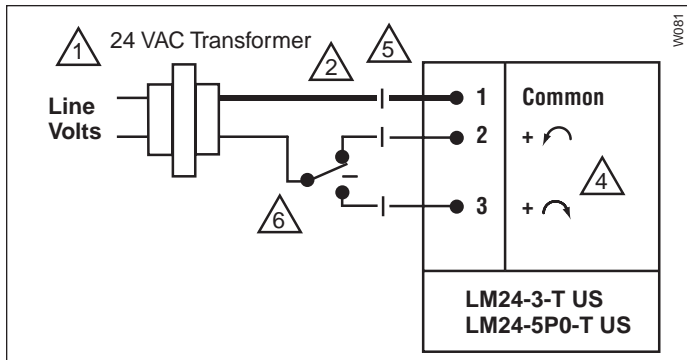 W081
1 24 VAC Transformer
2
5
Line
Volts
1 Common
2 +
3 +
4
6
LM24-3-T US
LM24-5P0-T US